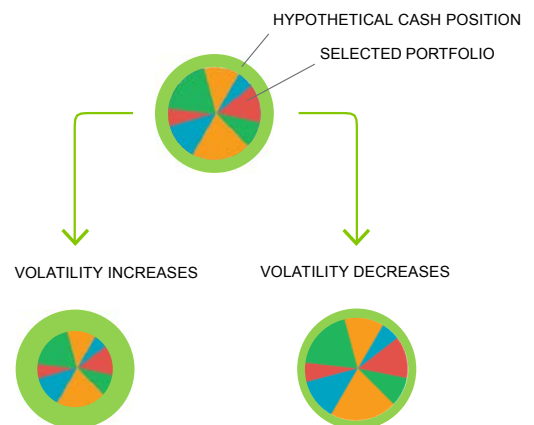 HYPOTHETICAL CASH POSITION
SELECTED PORTFOLIO
VOLATILITY INCREASES
VOLATILITY DECREASES